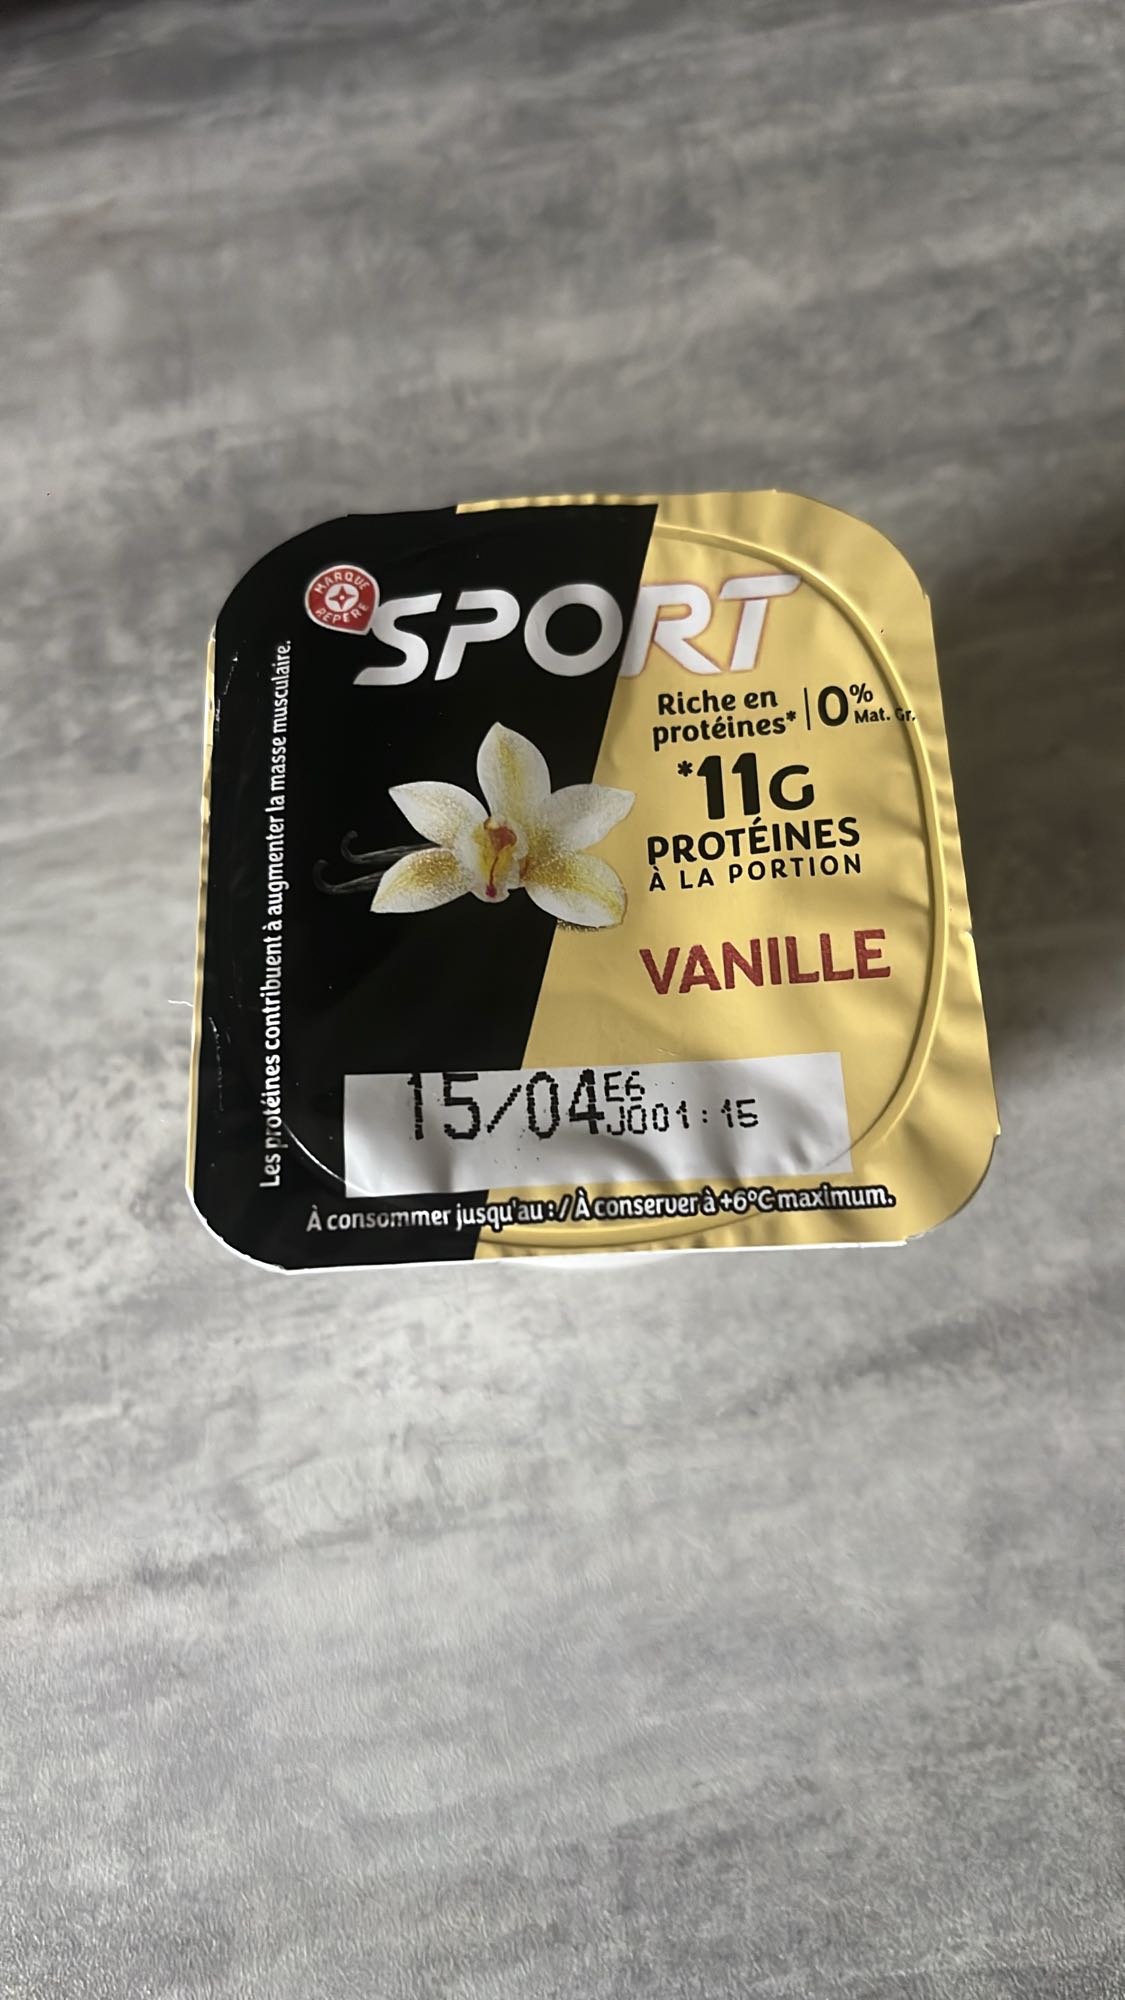 MARQUE
REPERE
SPORT
Riche en
protéines*
0%
Mat. Gr.
*11G
PROTÉINES
À LA PORTION
VANILLE
Les protéines contribuent à augmenter la masse musculaire.
15/04 E6
J001:15
À consommer jusqu'au :/ À conserver à +6°C maximum.